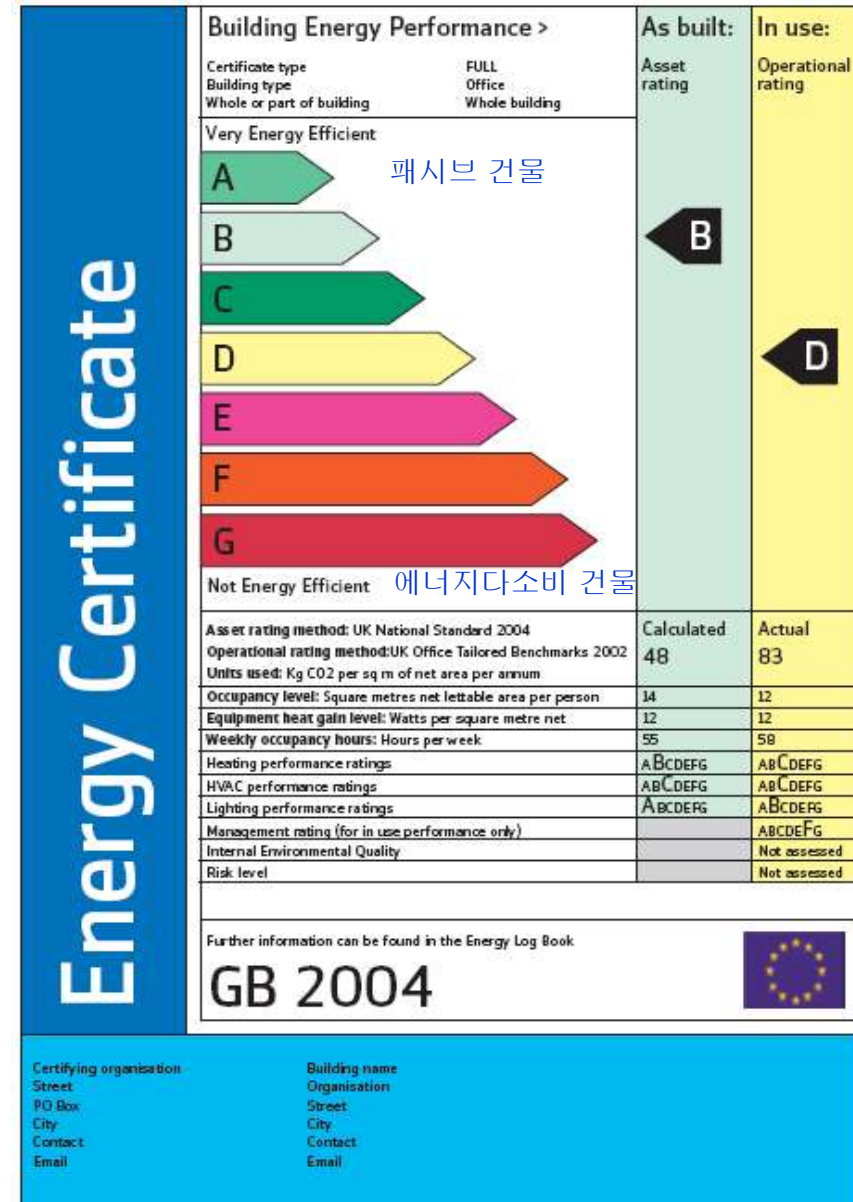 Energy Certificate
Building Energy Performance >
As built:
In use:
Certificate type FULL
Building type Office
Whole or part of building Whole building
Asset
rating
Operational
rating
Very Energy Efficient
A 패시브 건물
B
B
C
D
D
E
F
G
Not Energy Efficient 에너지다소비 건물
Asset rating method: UK National Standard 2004
Operational rating method:UK Office Tailored Benchmarks 2002
Units used: Kg CO2 per sq m of net area per annum
Calculated
48
Actual
83
Occupancy level: Square metres net lettable area per person 14 12
Equipment heat gain level: Watts per square metre net 12 12
Weekly occupancy hours: Hours per week 55 58
Heating performance ratings ABCDEFG ABCDEFG
HVAC performance ratings ABCDEFG ABCDEFG
Lighting performance ratings ABCDEFG ABCDEFG
Management rating (for in use performance only) ABCDEFG
Internal Environmental Quality Not assessed
Risk level Not assessed
Further information can be found in the Energy Log Book
GB 2004
Certifying organisation Building name
Street Organisation
PO Box Street
City City
Contact Contact
Email Email